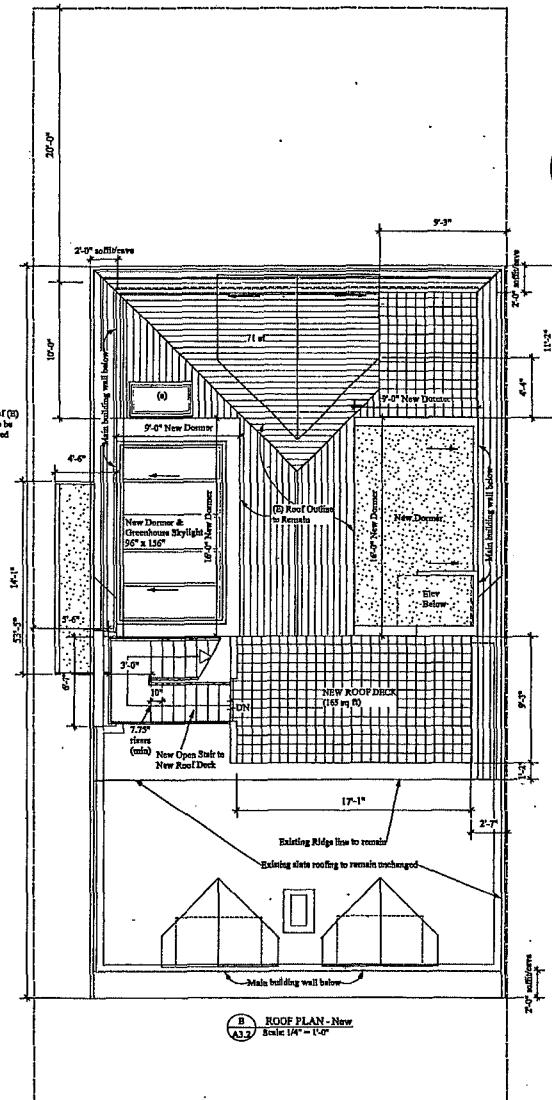 20'-0"
9'-3"
2'-0" soffit/eave
2'-0" soffit/eave
11'-2"
10'-0"
71 sf
4'-4"
Main building wall below
(s)
9'-0" New Dormer
9'-0" New Dormer
4'-6"
(E) Roof Outline
to Remain
New Dormer &
Greenhouse Skylight
96" x 136"
16'-0" New Dormer
16'-0" New Dormer
New Dormer
Main building wall below
Elev
Below
16'-1"
53'-5"
5'-6"
6'-7"
3'-0"
10"
DN
NEW ROOF DECK
(165 sq ft)
9'-3"
7.75"
risers
(min)
New Open Stair to
New Roof Deck
1'-2"
17'-1"
2'-7"
Existing Ridge line to remain
Existing slate roofing to remain unchanged
Main building wall below
2'-0" soffit/eave
B
A3.2
ROOF PLAN - New
Scale: 1/4" = 1'-0"